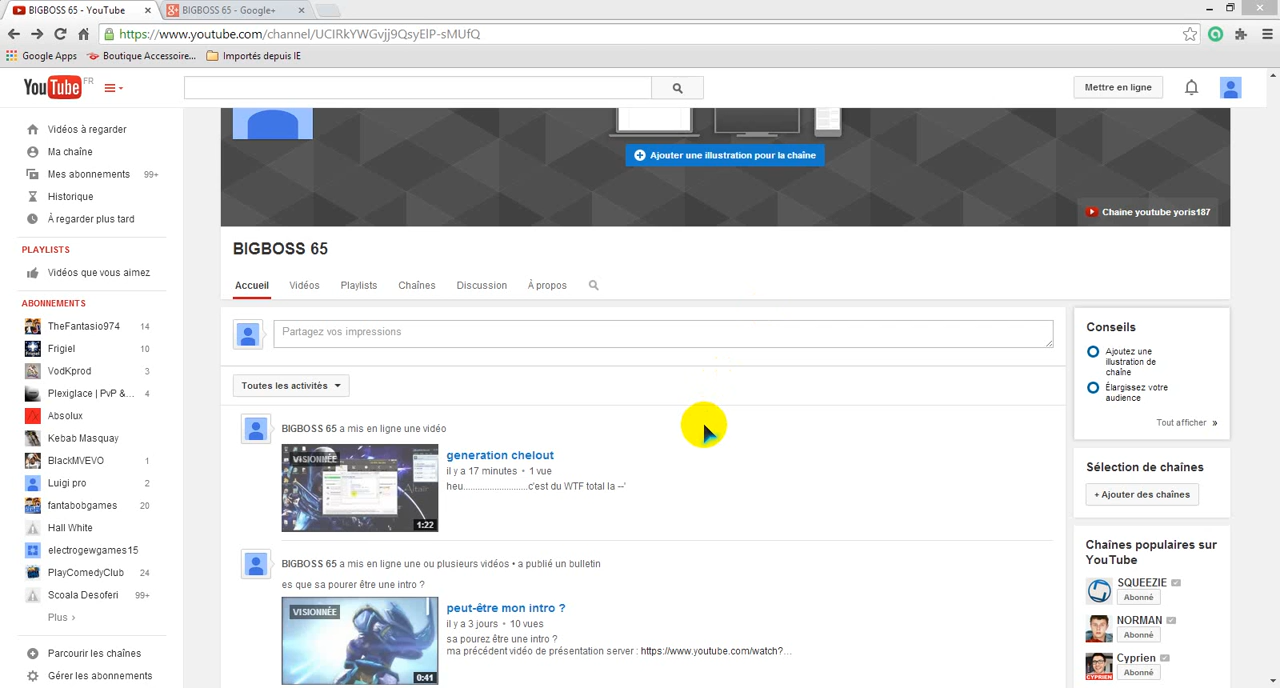 BIGBOSS 65 - YouTube
BIGBOSS 65 - Google+
https://www.youtube.com/channel/UCIRkYWGvjj9QsyElP-sMUfQ
Google Apps
Boutique Accessoire...
Importés depuis IE
YouTube FR
Mettre en ligne
Vidéos à regarder
Ma chaîne
Mes abonnements 99+
Historique
À regarder plus tard
PLAYLISTS
Vidéos que vous aimez
ABONNEMENTS
TheFantasio974 14
Frigiel 10
VodKprod 3
Plexiglace | PvP &... 4
Absolux
Kebab Masquay
BlackMVEVO 1
Luigi pro 2
fantabobgames 20
Hall White
electrogewgames15
PlayComedyClub 24
Scoala Desoferi 99+
Plus ›
Parcourir les chaînes
Gérer les abonnements
Ajouter une illustration pour la chaîne
Chaine youtube yoris187
BIGBOSS 65
Accueil
Vidéos
Playlists
Chaînes
Discussion
À propos
Partagez vos impressions
Toutes les activités
BIGBOSS 65 a mis en ligne une vidéo
VISIONNÉE
1:22
generation chelout
il y a 17 minutes • 1 vue
heu..........................c'est du WTF total la --'
BIGBOSS 65 a mis en ligne une ou plusieurs vidéos • a publié un bulletin
es que sa pourer être une intro ?
VISIONNÉE
0:41
peut-être mon intro ?
il y a 3 jours • 10 vues
sa pourez être une intro ?
ma précédent vidéo de présentation server : https://www.youtube.com/watch?...
Conseils
Ajoutez une
illustration de
chaîne
Élargissez votre
audience
Tout afficher »
Sélection de chaines
+ Ajouter des chaînes
Chaînes populaires sur
YouTube
SQUEEZIE
Abonné
NORMAN
Abonné
Cyprien
CYPRIEN
Abonné